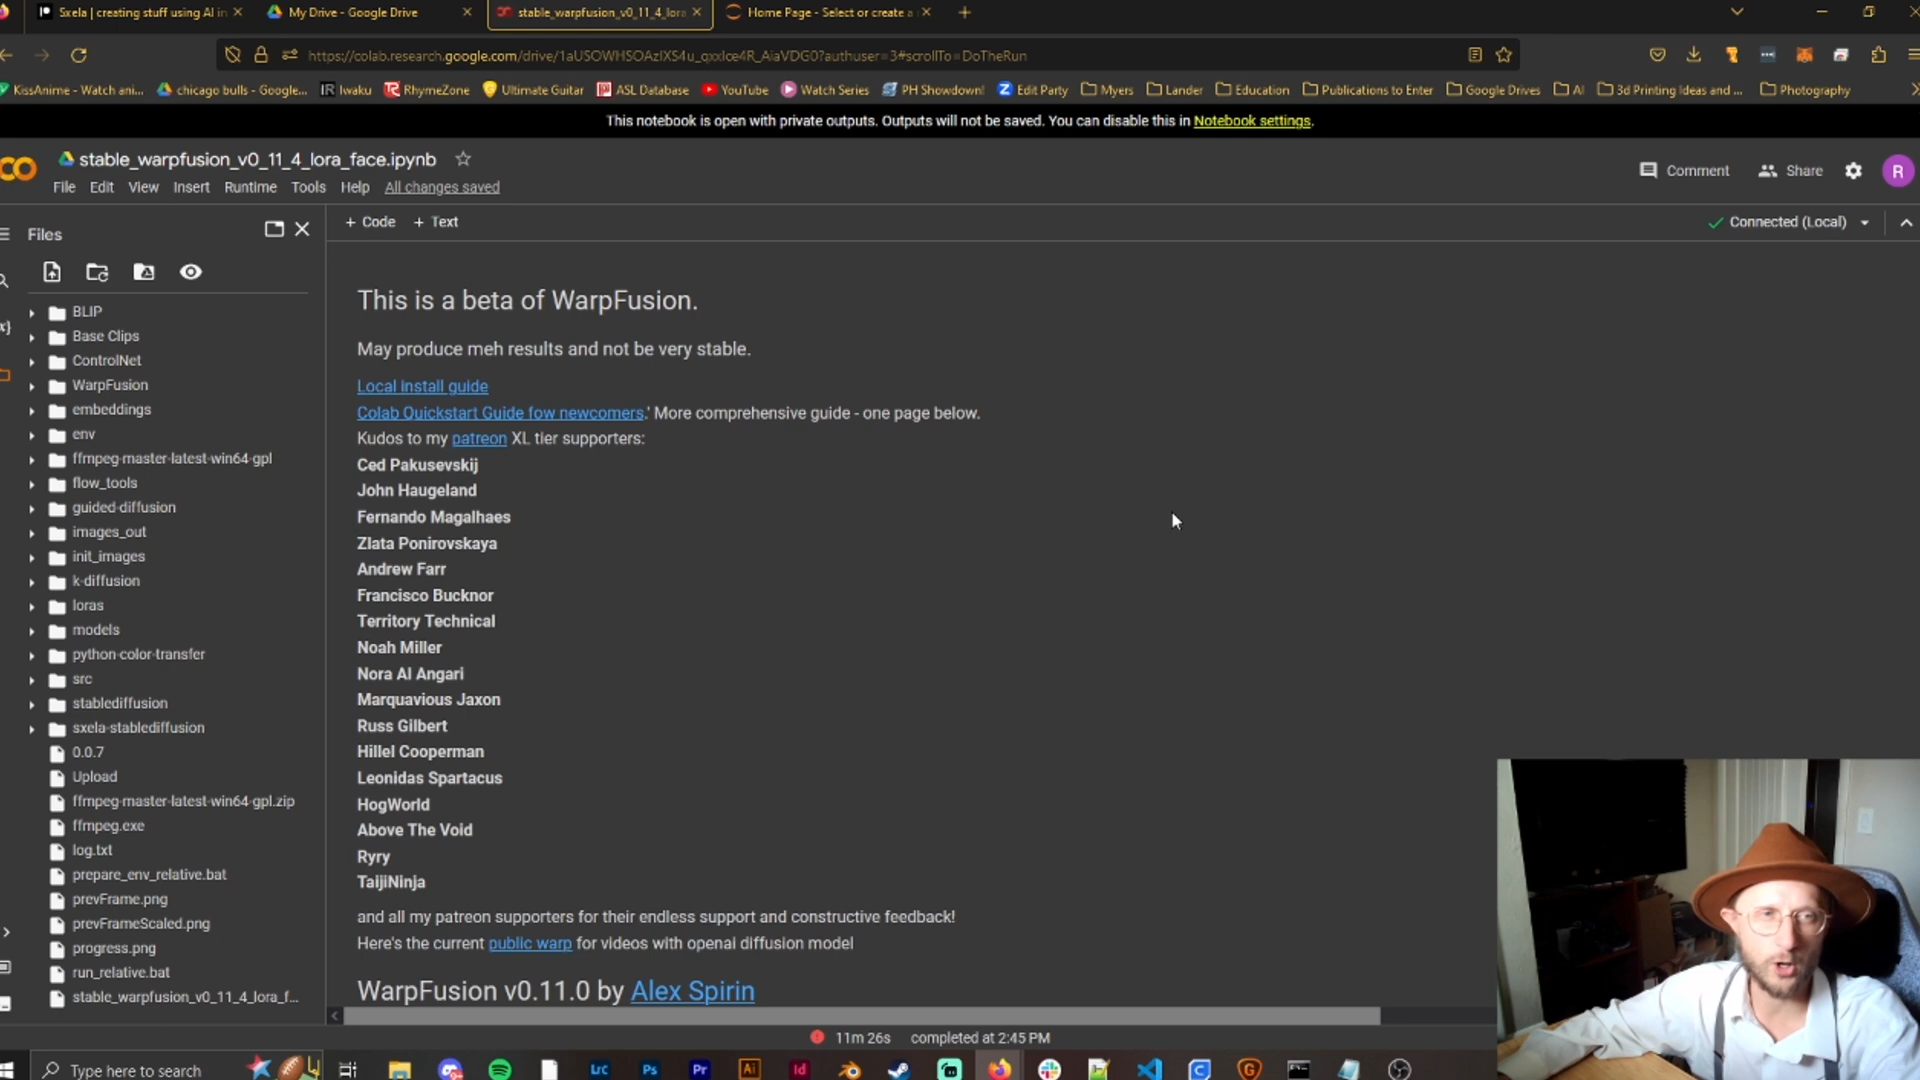 Sxela | creating stuff using AI in
My Drive - Google Drive
stable_warpfusion_v0_11_4_lora
Home Page - Select or create a
https://colab.research.google.com/drive/1aUSOWHSOAzIXS4u_qxxIce4R_AiaVDG0?authuser=3#scrollTo=DoTheRun
KissAnime - Watch ani...
chicago bulls - Google...
Iwaku
RhymeZone
Ultimate Guitar
ASL Database
YouTube
Watch Series
PH Showdown!
Edit Party
Myers
Lander
Education
Publications to Enter
Google Drives
AI
3d Printing Ideas and ...
Photography
This notebook is open with private outputs. Outputs will not be saved. You can disable this in Notebook settings.
CO
stable_warpfusion_v0_11_4_lora_face.ipynb
Comment
Share
R
File Edit View Insert Runtime Tools Help All changes saved
Files
+ Code + Text
Connected (Local)
BLIP
Base Clips
ControlNet
WarpFusion
embeddings
env
ffmpeg-master-latest-win64-gpl
flow_tools
guided-diffusion
images_out
init_images
k-diffusion
loras
models
python-color-transfer
src
stablediffusion
sxela-stablediffusion
0.0.7
Upload
ffmpeg-master-latest-win64-gpl.zip
ffmpeg.exe
log.txt
prepare_env_relative.bat
prevFrame.png
prevFrameScaled.png
progress.png
run_relative.bat
stable_warpfusion_v0_11_4_lora_f...
This is a beta of WarpFusion.
May produce meh results and not be very stable.
Local install guide
Colab Quickstart Guide fow newcomers.' More comprehensive guide - one page below.
Kudos to my patreon XL tier supporters:
Ced Pakusevskij
John Haugeland
Fernando Magalhaes
Zlata Ponirovskaya
Andrew Farr
Francisco Bucknor
Territory Technical
Noah Miller
Nora Al Angari
Marquavious Jaxon
Russ Gilbert
Hillel Cooperman
Leonidas Spartacus
HogWorld
Above The Void
Ryry
TaijiNinja
and all my patreon supporters for their endless support and constructive feedback!
Here's the current public warp for videos with openai diffusion model
WarpFusion v0.11.0 by Alex Spirin
11m 26s completed at 2:45 PM
Type here to search
Lrc
Ps
Pr
Ai
Id